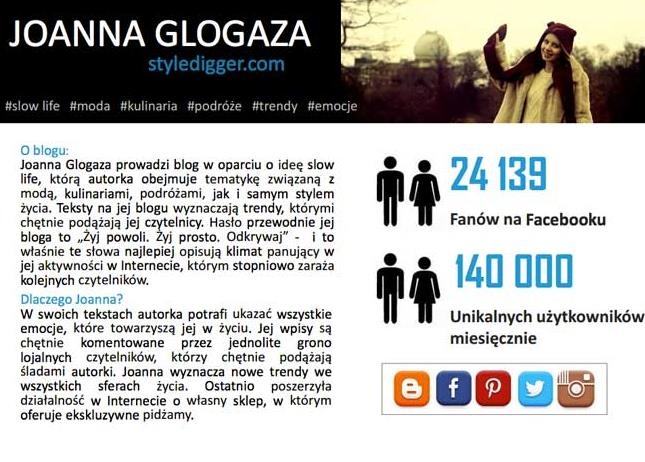 JOANNA GLOGAZA
styledigger.com
#slow life #moda #kulinaria #podróże #trendy #emocje
O blogu:
Joanna Glogaza prowadzi blog w oparciu o ideę slow
life, którą autorka obejmuje tematykę związaną z
modą, kulinariami, podróżami, jak i samym stylem
życia. Teksty na jej blogu wyznaczają trendy, którymi
chętnie podążają jej czytelnicy. Hasło przewodnie jej
bloga to „Żyj powoli. Żyj prosto. Odkrywaj” - i to
właśnie te słowa najlepiej opisują klimat panujący w
jej aktywności w Internecie, którym stopniowo zaraża
kolejnych czytelników.
Dlaczego Joanna?
W swoich tekstach autorka potrafi ukazać wszystkie
emocje, które towarzyszą jej w życiu. Jej wpisy są
chętnie komentowane przez jednolite grono
lojalnych czytelników, którzy chętnie podążają
śladami autorki. Joanna wyznacza nowe trendy we
wszystkich sferach życia. Ostatnio poszerzyła
działalność w Internecie o własny sklep, w którym
oferuje ekskluzywne pidżamy.
24 139
Fanów na Facebooku
140 000
Unikalnych użytkowników
miesięcznie